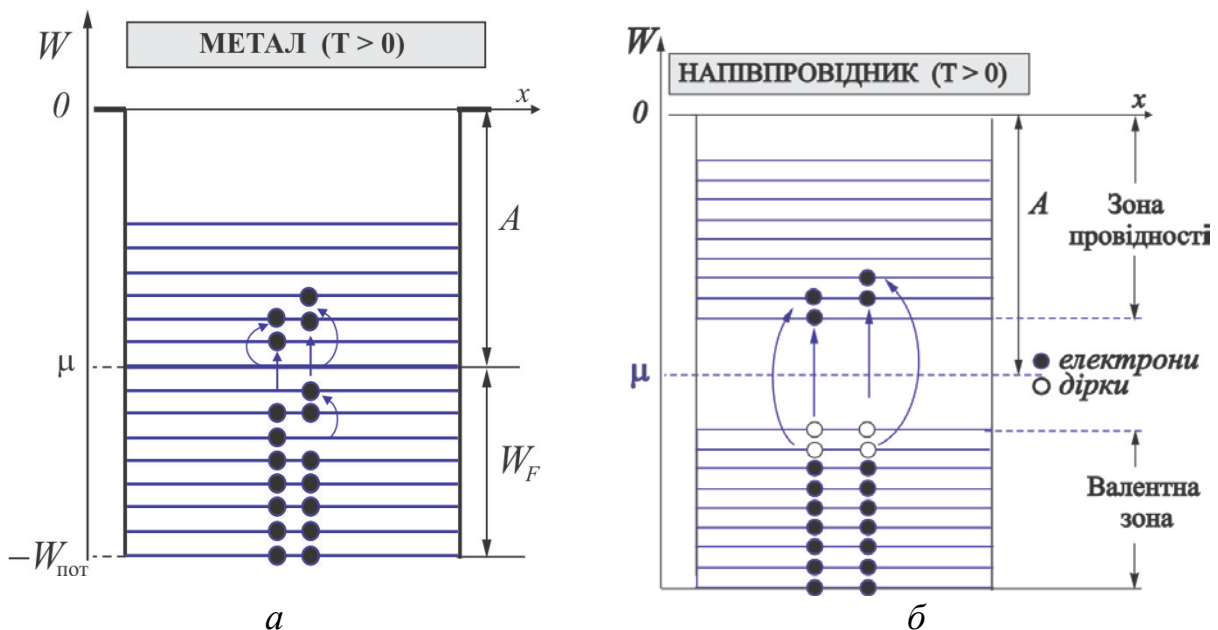 W
МЕТАЛ (T > 0)
0
x
A
μ
W_F
–W_пот
а
W
НАПІВПРОВІДНИК (T > 0)
0
x
A
Зона
провідності
μ
електрони
дірки
Валентна
зона
б